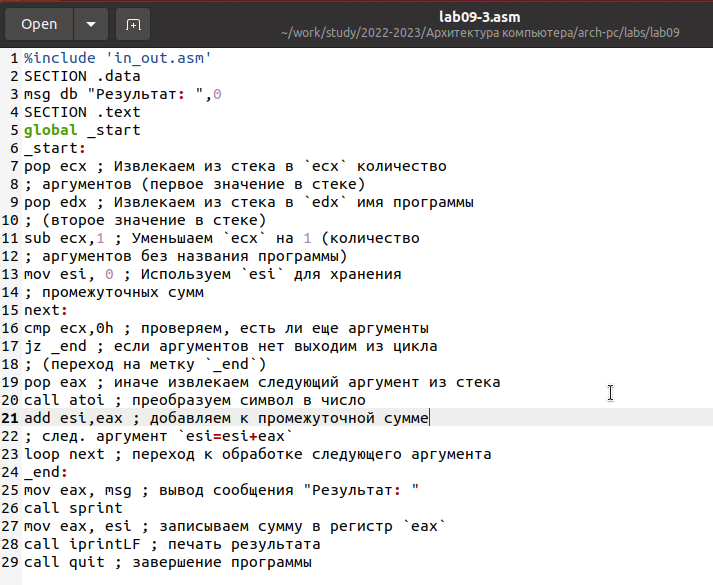 Open
lab09-3.asm
~/work/study/2022-2023/Архитектура компьютера/arch-pc/labs/lab09
1 %include 'in_out.asm'
2 SECTION .data
3 msg db "Результат: ",0
4 SECTION .text
5 global _start
6 _start:
7 pop ecx ; Извлекаем из стека в `ecx` количество
8 ; аргументов (первое значение в стеке)
9 pop edx ; Извлекаем из стека в `edx` имя программы
10 ; (второе значение в стеке)
11 sub ecx,1 ; Уменьшаем `ecx` на 1 (количество
12 ; аргументов без названия программы)
13 mov esi, 0 ; Используем `esi` для хранения
14 ; промежуточных сумм
15 next:
16 cmp ecx,0h ; проверяем, есть ли еще аргументы
17 jz _end ; если аргументов нет выходим из цикла
18 ; (переход на метку `_end`)
19 pop eax ; иначе извлекаем следующий аргумент из стека
20 call atoi ; преобразуем символ в число
21 add esi,eax ; добавляем к промежуточной сумме
22 ; след. аргумент `esi=esi+eax`
23 loop next ; переход к обработке следующего аргумента
24 _end:
25 mov eax, msg ; вывод сообщения "Результат: "
26 call sprint
27 mov eax, esi ; записываем сумму в регистр `eax`
28 call iprintLF ; печать результата
29 call quit ; завершение программы